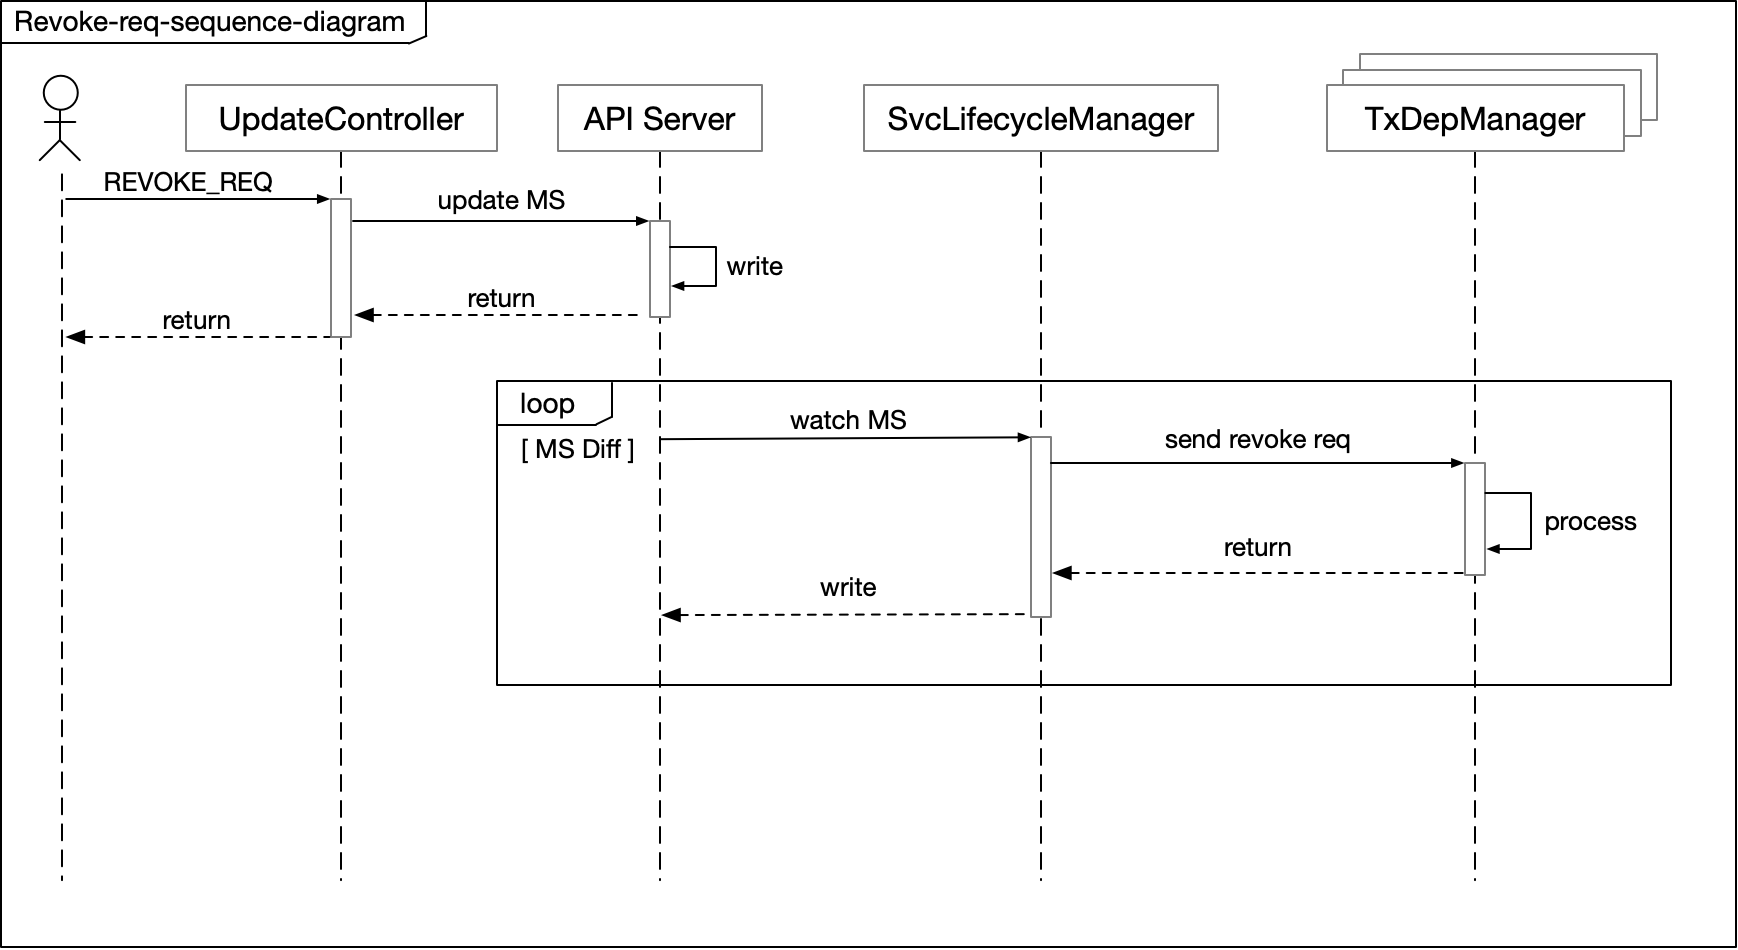 Revoke-req-sequence-diagram
UpdateController
API Server
SvcLifecycleManager
TxDepManager
REVOKE_REQ
update MS
write
return
return
loop
[ MS Diff ]
watch MS
send revoke req
process
return
write